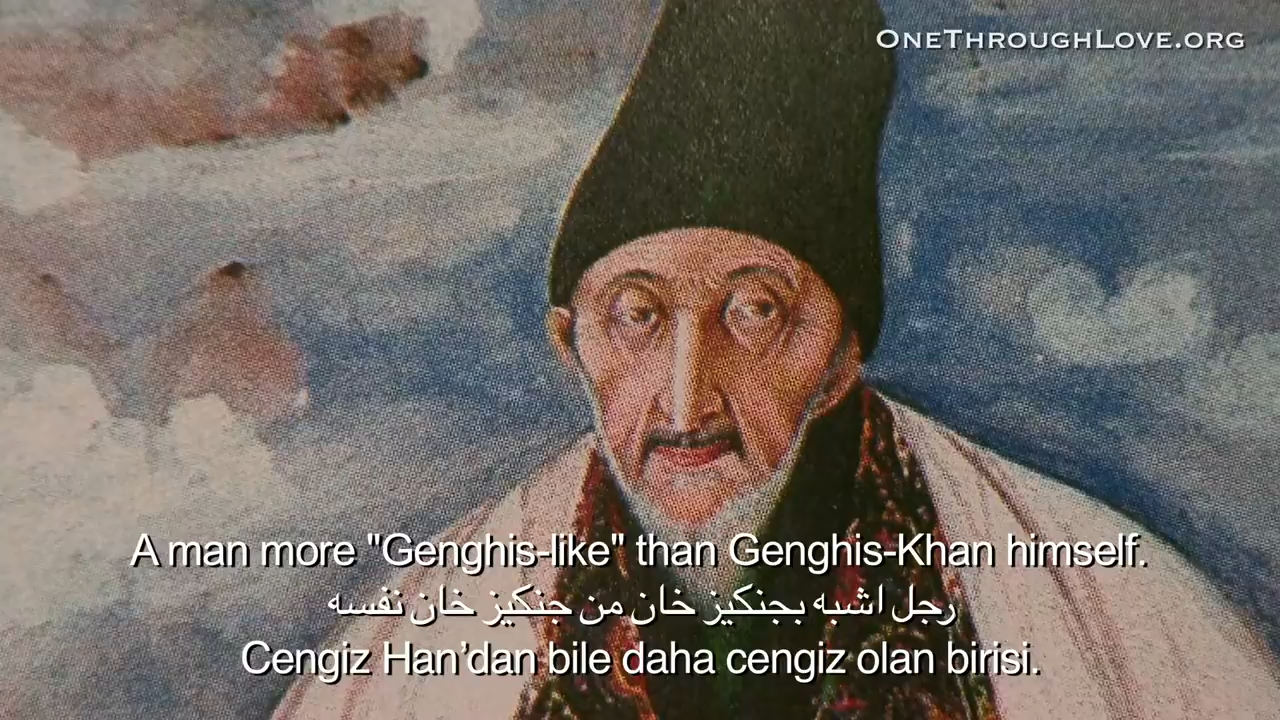 OneThroughLove.org
A man more "Genghis-like" than Genghis-Khan himself.
رجل اشبه بجنكيز خان من جنكيز خان نفسه
Cengiz Han’dan bile daha cengiz olan birisi.